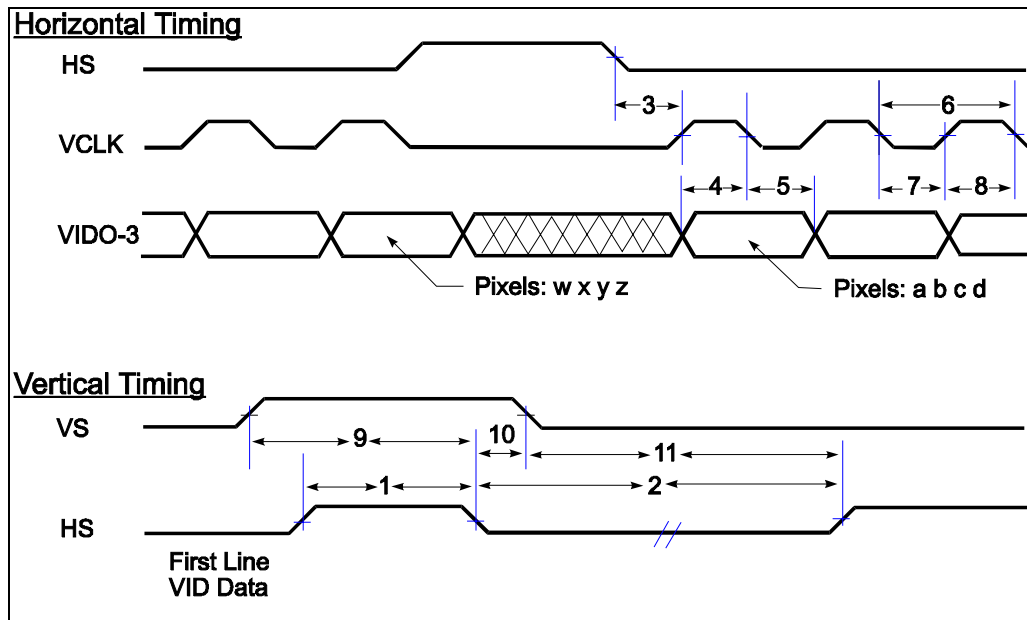 Horizontal Timing
HS
3
6
VCLK
4
5
7
8
VIDO-3
Pixels: w x y z
Pixels: a b c d
Vertical Timing
VS
9
10
11
1
2
HS
First Line
VID Data